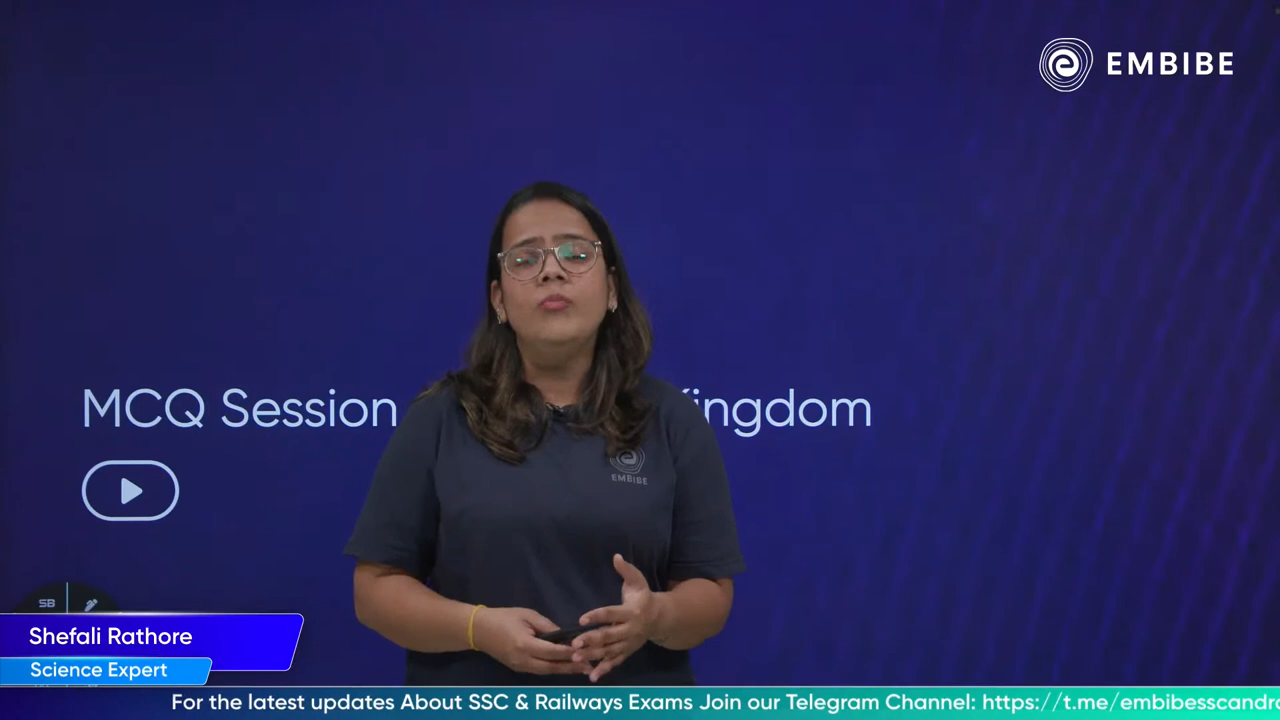 EMBIBE
MCQ Session ingdom
EMBIBE
SB
Shefali Rathore
Science Expert
For the latest updates About SSC & Railways Exams Join our Telegram Channel: https://t.me/embibesscandra